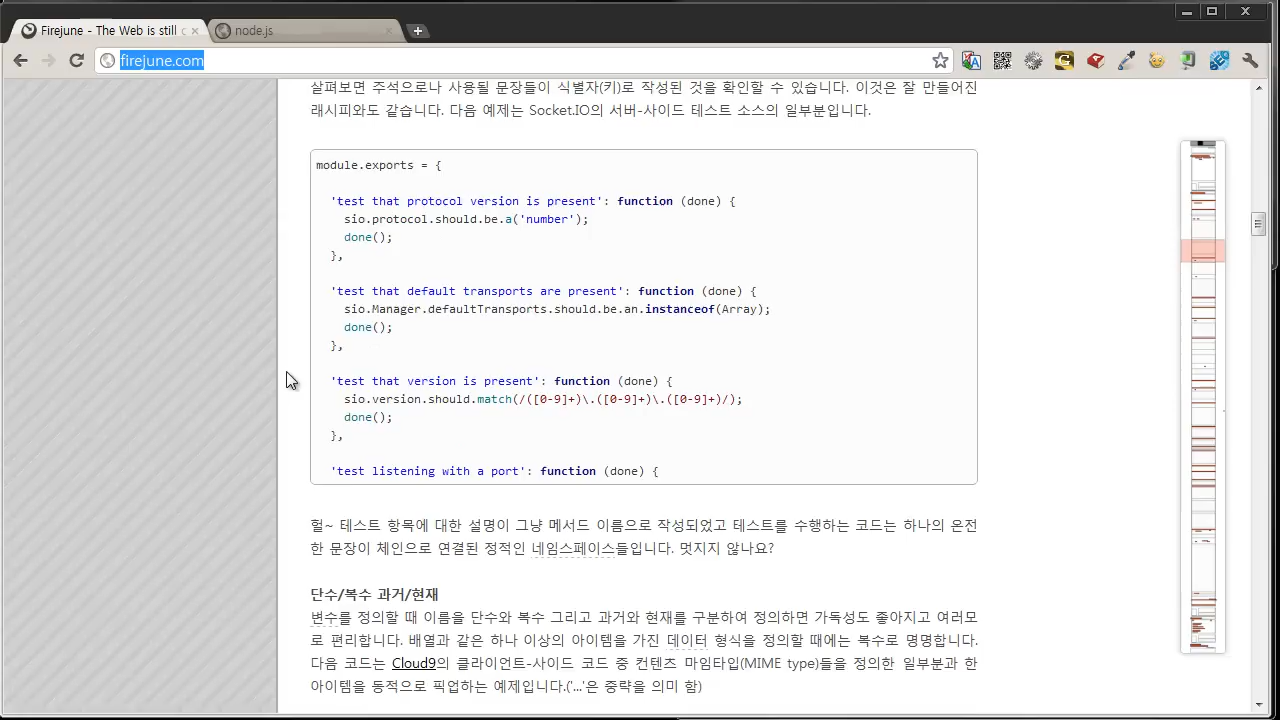 Firejune - The Web is still c
node.js
firejune.com
살펴보면 주석으로나 사용될 문장들이 식별자(키)로 작성된 것을 확인할 수 있습니다. 이것은 잘 만들어진
래시피와도 같습니다. 다음 예제는 Socket.IO의 서버-사이드 테스트 소스의 일부분입니다.
module.exports = {
'test that protocol version is present': function (done) {
sio.protocol.should.be.a('number');
done();
},
'test that default transports are present': function (done) {
sio.Manager.defaultTransports.should.be.an.instanceof(Array);
done();
},
'test that version is present': function (done) {
sio.version.should.match(/([0-9]+)\.([0-9]+)\.([0-9]+)/);
done();
},
'test listening with a port': function (done) {
헐~ 테스트 항목에 대한 설명이 그냥 메서드 이름으로 작성되었고 테스트를 수행하는 코드는 하나의 온전
한 문장이 체인으로 연결된 정적인 네임스페이스들입니다. 멋지지 않나요?
단수/복수 과거/현재
변수를 정의할 때 이름을 단수와 복수 그리고 과거와 현재를 구분하여 정의하면 가독성도 좋아지고 여러모
로 편리합니다. 배열과 같은 하나 이상의 아이템을 가진 데이터 형식을 정의할 때에는 복수로 명명합니다.
다음 코드는 Cloud9의 클라이언트-사이드 코드 중 컨텐츠 마임타입(MIME type)들을 정의한 일부분과 한
아이템을 동적으로 픽업하는 예제입니다.('...'은 중략을 의미 함)